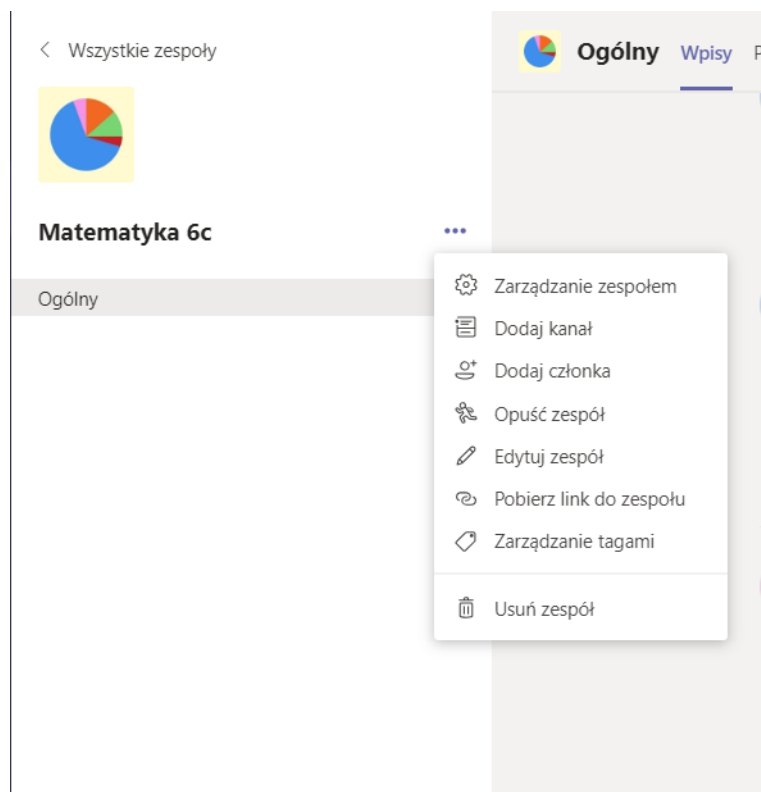 Wszystkie zespoły
Matematyka 6c
Ogólny
Ogólny Wpisy P
Zarządzanie zespołem
Dodaj kanał
Dodaj członka
Opuść zespół
Edytuj zespół
Pobierz link do zespołu
Zarządzanie tagami
Usuń zespół